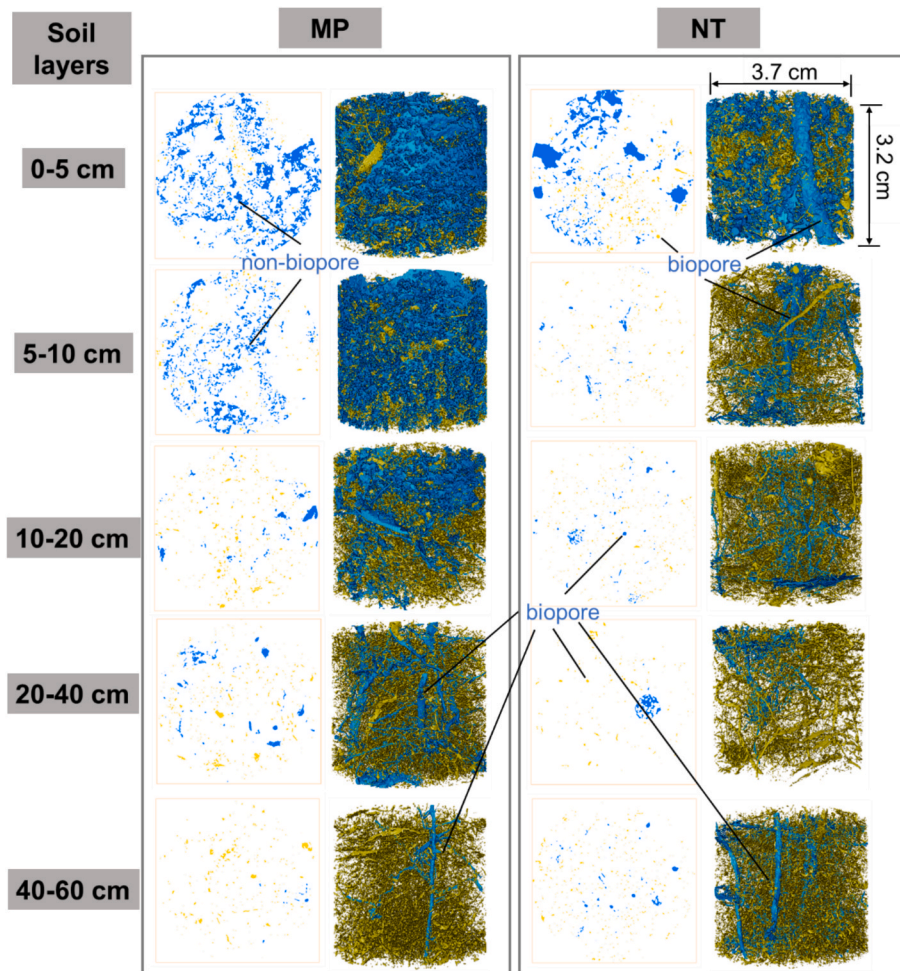 Soil
layers
MP
NT
3.7 cm
3.2 cm
0-5 cm
non-biopore
biopore
5-10 cm
10-20 cm
biopore
20-40 cm
40-60 cm